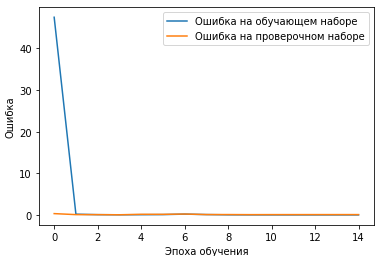 Ошибка на обучающем наборе
Ошибка на проверочном наборе
Ошибка
40
30
20
10
0
0 2 4 6 8 10 12 14
Эпоха обучения